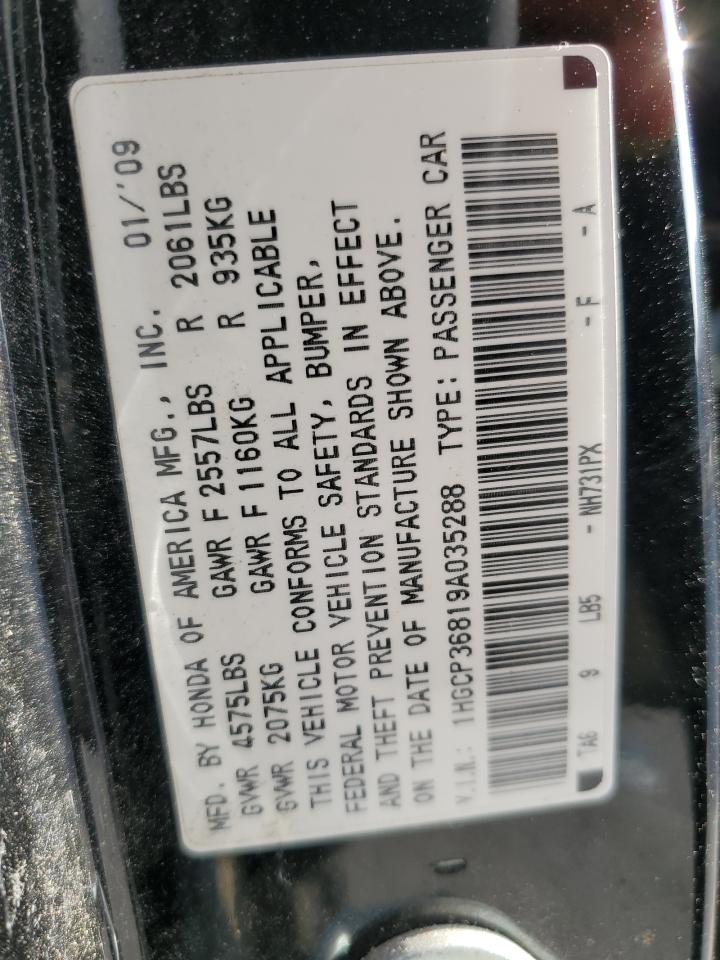 MFD. BY HONDA OF AMERICA MFG., INC. 01/'09
GVWR 4575LBS GAWR F 2557LBS R 2061LBS
GVWR 2075KG GAWR F 1160KG R 935KG
THIS VEHICLE CONFORMS TO ALL APPLICABLE
FEDERAL MOTOR VEHICLE SAFETY, BUMPER,
AND THEFT PREVENTION STANDARDS IN EFFECT
ON THE DATE OF MANUFACTURE SHOWN ABOVE.
V.I.N.: 1HGCP36819A035288 TYPE: PASSENGER CAR
TA6 9 LB5 - NH731PX - F - A